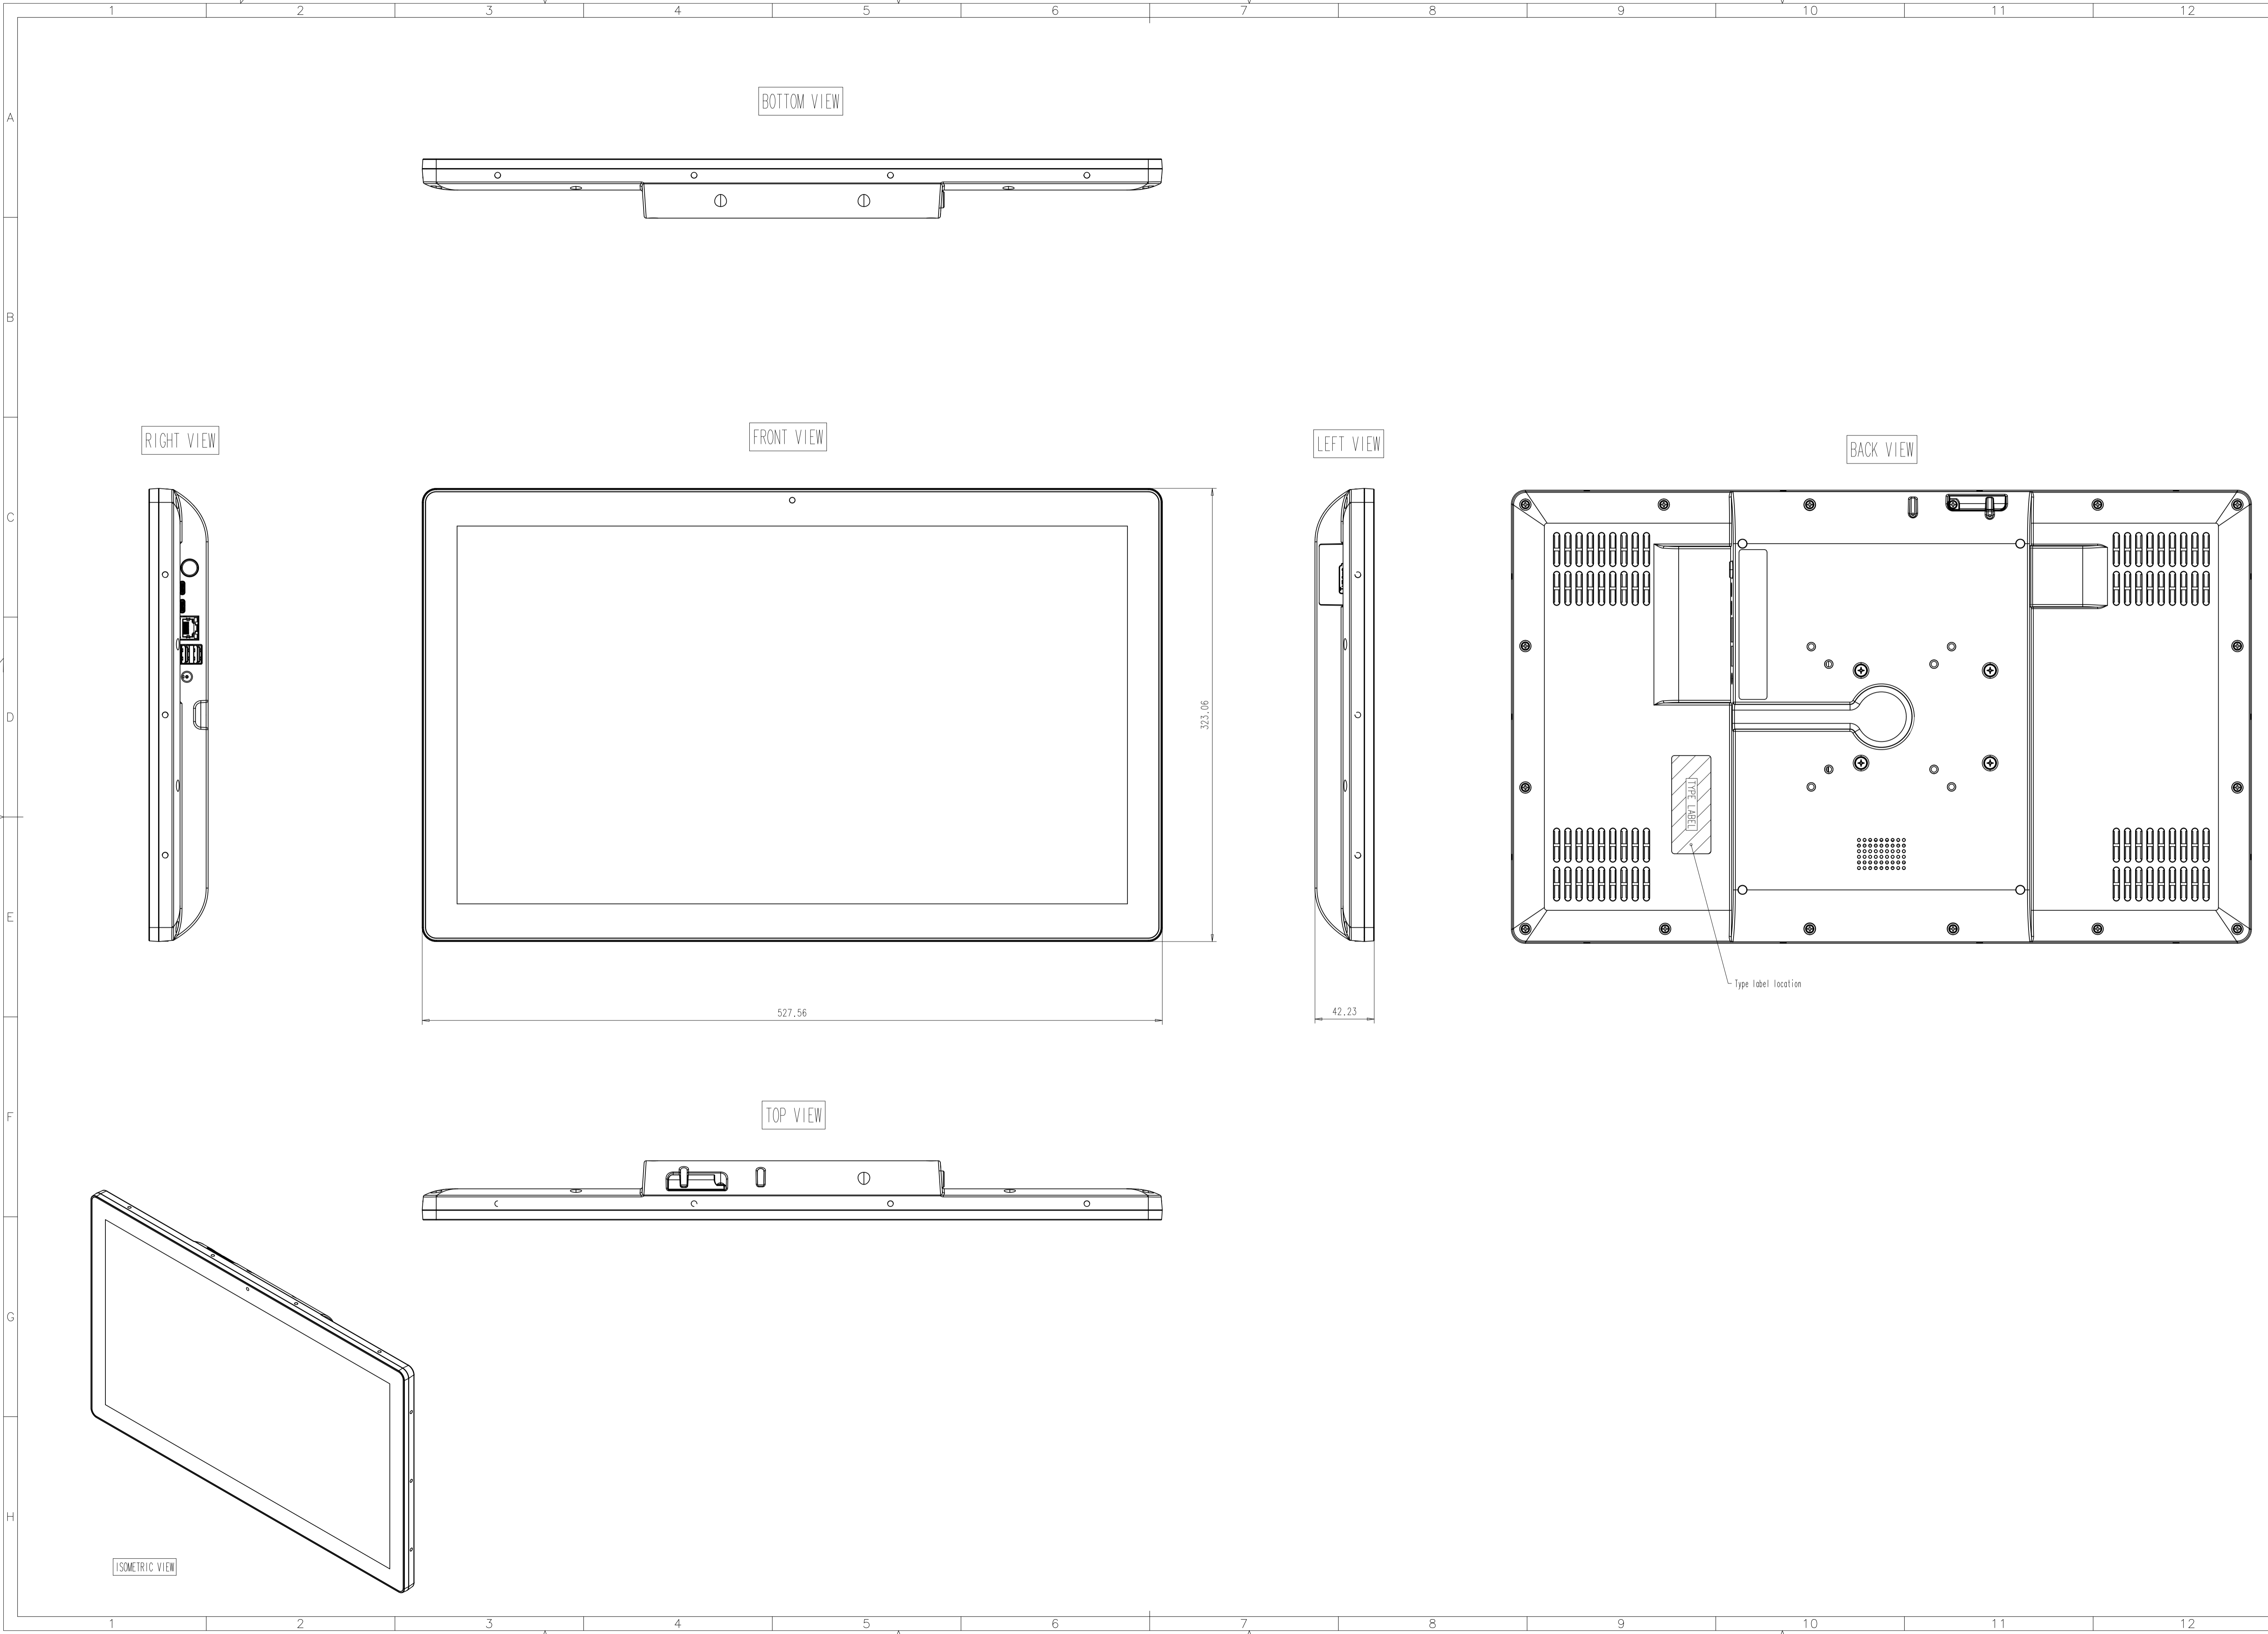 1 2 3 4 5 6 7 8 9 10 11 12
BOTTOM VIEW
A
B
RIGHT VIEW
FRONT VIEW
LEFT VIEW
BACK VIEW
C
D
323.06
TYPE LABEL
E
Type label location
527,56
42,23
F
TOP VIEW
G
H
ISOMETRIC VIEW
1 2 3 4 5 6 7 8 9 10 11 12